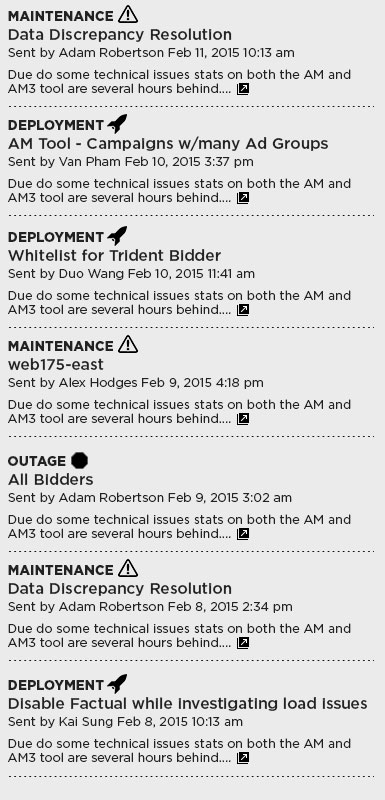 MAINTENANCE
Data Discrepancy Resolution
Sent by Adam Robertson Feb 11, 2015 10:13 am
Due do some technical issues stats on both the AM and
AM3 tool are several hours behind....
DEPLOYMENT
AM Tool - Campaigns w/many Ad Groups
Sent by Van Pham Feb 10, 2015 3:37 pm
Due do some technical issues stats on both the AM and
AM3 tool are several hours behind....
DEPLOYMENT
Whitelist for Trident Bidder
Sent by Duo Wang Feb 10, 2015 11:41 am
Due do some technical issues stats on both the AM and
AM3 tool are several hours behind....
MAINTENANCE
web175-east
Sent by Alex Hodges Feb 9, 2015 4:18 pm
Due do some technical issues stats on both the AM and
AM3 tool are several hours behind....
OUTAGE
All Bidders
Sent by Adam Robertson Feb 9, 2015 3:02 am
Due do some technical issues stats on both the AM and
AM3 tool are several hours behind....
MAINTENANCE
Data Discrepancy Resolution
Sent by Adam Robertson Feb 8, 2015 2:34 pm
Due do some technical issues stats on both the AM and
AM3 tool are several hours behind....
DEPLOYMENT
Disable Factual while investigating load issues
Sent by Kai Sung Feb 8, 2015 10:13 am
Due do some technical issues stats on both the AM and
AM3 tool are several hours behind....